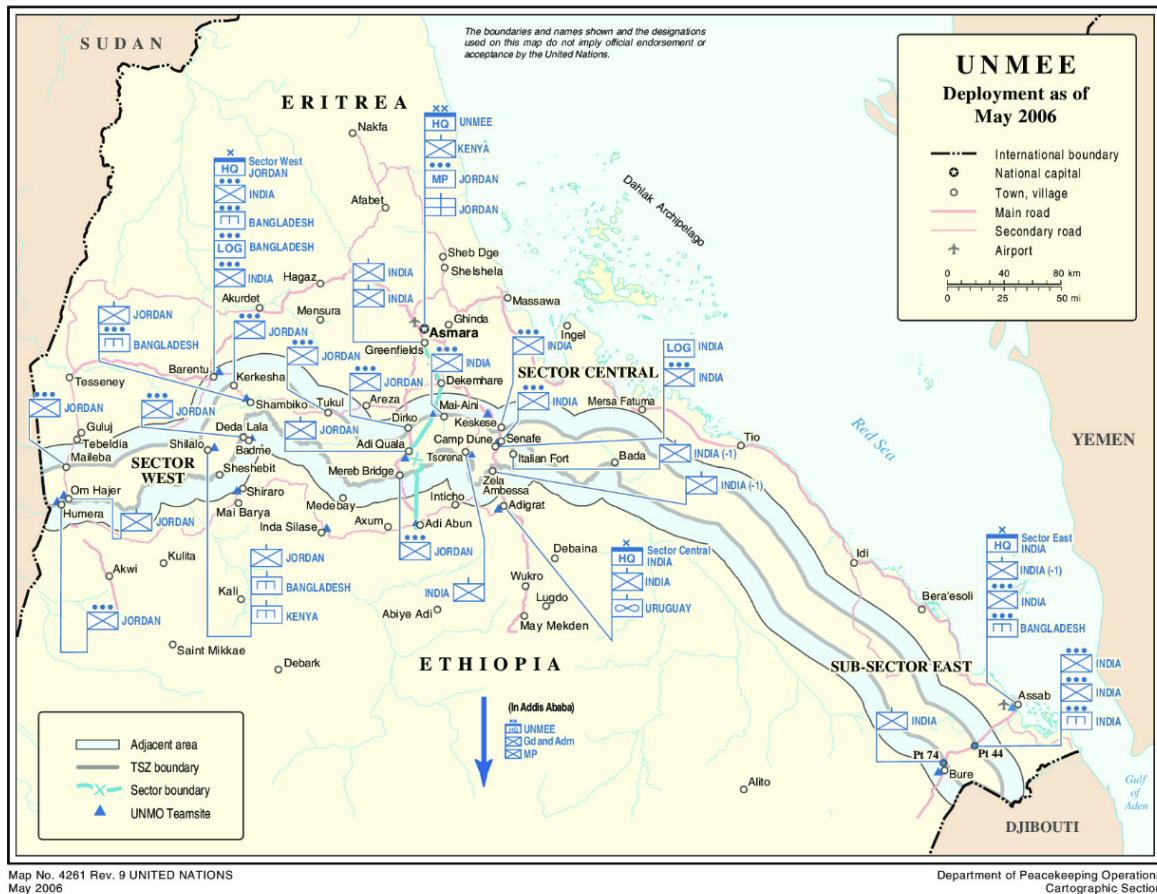 SUDAN
The boundaries and names shown and the designations
used on this map do not imply official endorsement or
acceptance by the United Nations.
UNMEE
Deployment as of
May 2006
International boundary
National capital
Town, village
Main road
Secondary road
Airport
0 40 80 km
0 25 50 mi
ERITREA
Nakfa
XX
HQ UNMEE
KENYA
MP JORDAN
JORDAN
X
HQ Sector West
JORDAN
INDIA
BANGLADESH
LOG BANGLADESH
INDIA
Afabet
Dahlak Archipelago
Sheb Dge
Shelshela
Hagaz
INDIA
INDIA
Massawa
Akurdet
Mensura
Ghinda
Asmara
Ingel
JORDAN
BANGLADESH
JORDAN
JORDAN
Greenfields
INDIA
INDIA
LOG INDIA
INDIA
SECTOR CENTRAL
Barentu
Kerkesha
Tesseney
JORDAN
Dekemhare
JORDAN
JORDAN
Shambiko
Tukul
Areza
Mai-Aini
INDIA
Mersa Fatuma
Guluj
Tebeldia
Deda Lala
JORDAN
Dirko
Keskese
Maileba
Shilalo
Badme
Adi Quala
Camp Dune
Senafe
Tsorena
Italian Fort
Bada
INDIA (-1)
Tio
Red Sea
YEMEN
SECTOR
WEST
Sheshebit
Mereb Bridge
Zela
Ambessa
INDIA (-1)
Om Hajer
Humera
Shiraro
Mai Barya
Medebay
Inticho
Adigrat
JORDAN
Inda Silase
Axum
Adi Abun
Kulita
JORDAN
BANGLADESH
KENYA
JORDAN
Debaina
X
HQ Sector Central
INDIA
INDIA
URUGUAY
X
HQ Sector East
INDIA
INDIA (-1)
INDIA
BANGLADESH
Idi
Akwi
Kali
INDIA
Wukro
Lugdo
Bera'esoli
JORDAN
Abiye Adi
May Mekden
Saint Mikkae
Debark
ETHIOPIA
SUB-SECTOR EAST
INDIA
INDIA
INDIA
Assab
(In Addis Ababa)
XX
HQ UNMEE
Gd and Adm
MP
INDIA
Pt 44
Pt 74
Bure
Alito
Gulf
of
Aden
DJIBOUTI
Adjacent area
TSZ boundary
Sector boundary
UNMO Teamsite
Map No. 4261 Rev. 9 UNITED NATIONS
May 2006
Department of Peacekeeping Operation
Cartographic Section